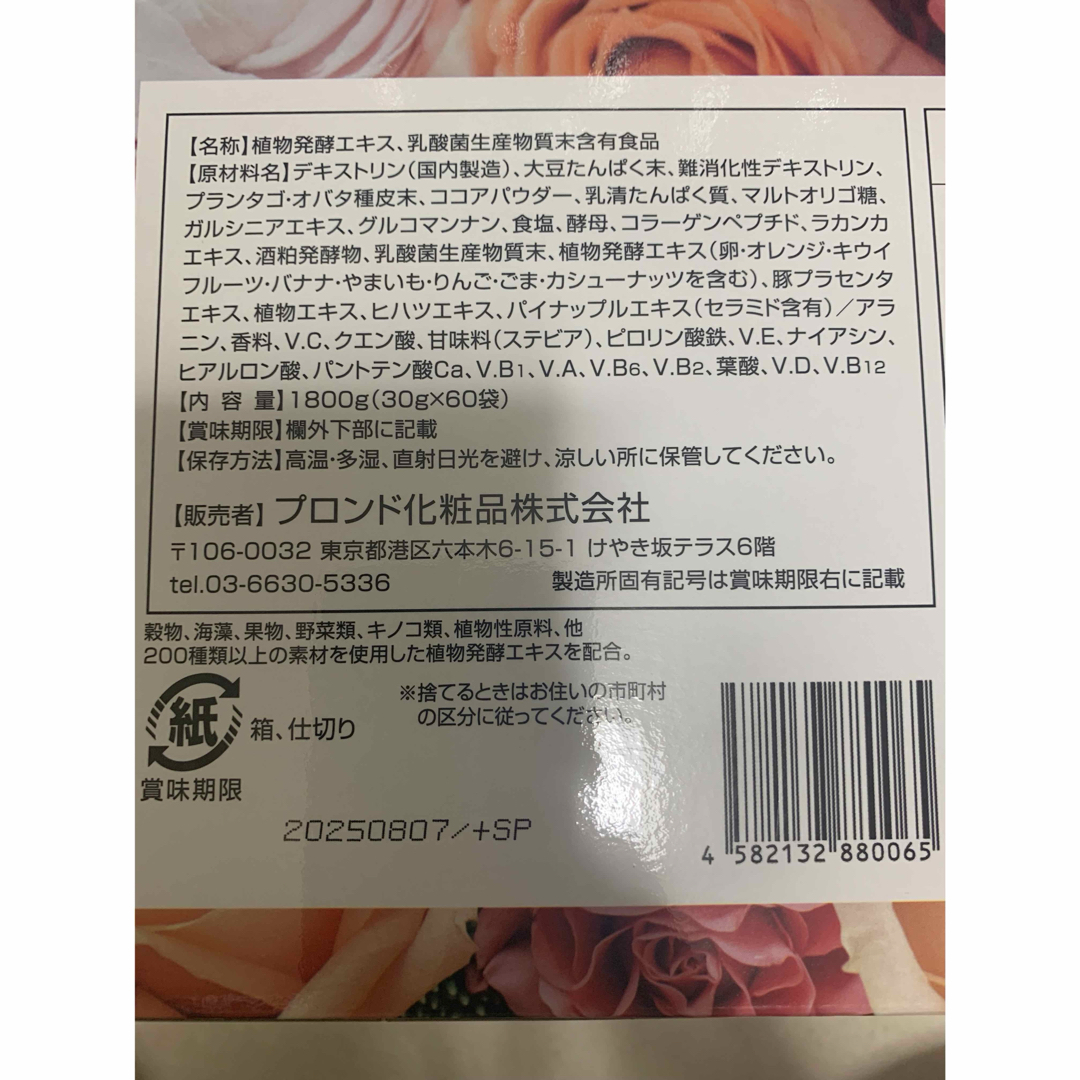 【名称】植物発酵エキス、乳酸菌生産物質末含有食品
【原材料名】デキストリン(国内製造)、大豆たんぱく末、難消化性デキストリン、
プランタゴ・オバタ種皮末、ココアパウダー、乳清たんぱく質、マルトオリゴ糖、
ガルシニアエキス、グルコマンナン、食塩、酵母、コラーゲンペプチド、ラカンカ
エキス、酒粕発酵物、乳酸菌生産物質末、植物発酵エキス(卵・オレンジ・キウイ
フルーツ・バナナ・やまいも・りんご・ごま・カシューナッツを含む)、豚プラセンタ
エキス、植物エキス、ヒハツエキス、パイナップルエキス(セラミド含有)/アラ
ニン、香料、V.C、クエン酸、甘味料(ステビア)、ピロリン酸鉄、V.E、ナイアシン、
ヒアルロン酸、パントテン酸Ca、V.B1、V.A、V.B6、V.B2、葉酸、V.D、V.B12
【内 容 量】1800g(30g×60袋)
【賞味期限】欄外下部に記載
【保存方法】高温・多湿、直射日光を避け、涼しい所に保管してください。
【販売者】プロンド化粧品株式会社
〒106-0032 東京都港区六本木6-15-1 けやき坂テラス6階
tel.03-6630-5336 製造所固有記号は賞味期限右に記載
穀物、海藻、果物、野菜類、キノコ類、植物性原料、他
200種類以上の素材を使用した植物発酵エキスを配合。
※捨てるときはお住いの市町村
の区分に従ってください。
紙 箱、仕切り
賞味期限
20250807/+SP
4 582132 880065